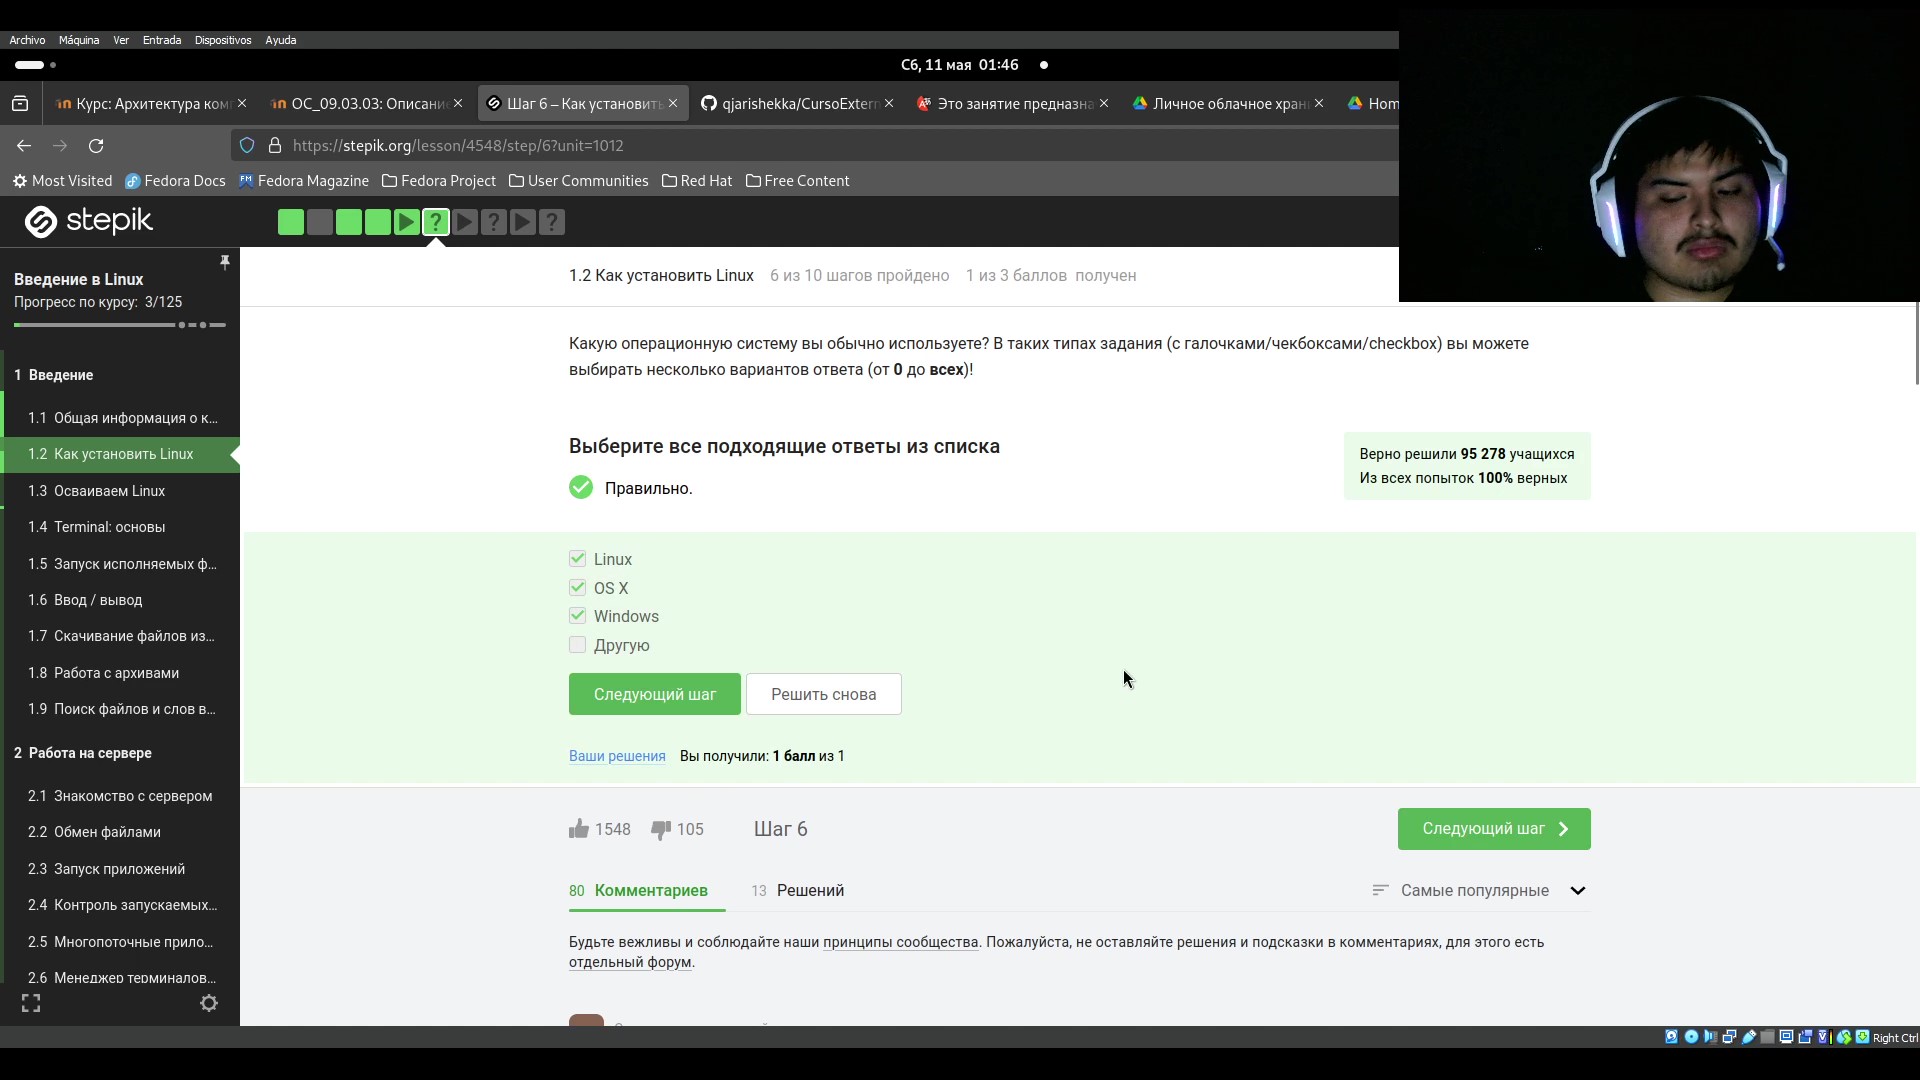 Archivo Máquina Ver Entrada Dispositivos Ayuda
Сб, 11 мая 01:46
Курс: Архитектура ком
ОС_09.03.03: Описани
Шаг 6 – Как установить
qjarishekka/CursoExtern
Это занятие предназна
Личное облачное хран
Hom
https://stepik.org/lesson/4548/step/6?unit=1012
Most Visited Fedora Docs Fedora Magazine Fedora Project User Communities Red Hat Free Content
stepik
Введение в Linux
Прогресс по курсу: 3/125
1 Введение
1.1 Общая информация о к...
1.2 Как установить Linux
1.3 Осваиваем Linux
1.4 Terminal: основы
1.5 Запуск исполняемых ф...
1.6 Ввод / вывод
1.7 Скачивание файлов из...
1.8 Работа с архивами
1.9 Поиск файлов и слов в...
2 Работа на сервере
2.1 Знакомство с сервером
2.2 Обмен файлами
2.3 Запуск приложений
2.4 Контроль запускаемых...
2.5 Многопоточные прило...
2.6 Менеджер терминалов...
1.2 Как установить Linux 6 из 10 шагов пройдено 1 из 3 баллов получен
Какую операционную систему вы обычно используете? В таких типах задания (с галочками/чекбоксами/checkbox) вы можете
выбирать несколько вариантов ответа (от 0 до всех)!
Выберите все подходящие ответы из списка
Правильно.
Верно решили 95 278 учащихся
Из всех попыток 100% верных
Linux
OS X
Windows
Другую
Следующий шаг Решить снова
Ваши решения Вы получили: 1 балл из 1
1548 105 Шаг 6 Следующий шаг
80 Комментариев 13 Решений Самые популярные
Будьте вежливы и соблюдайте наши принципы сообщества. Пожалуйста, не оставляйте решения и подсказки в комментариях, для этого есть
отдельный форум.
Right Ctrl